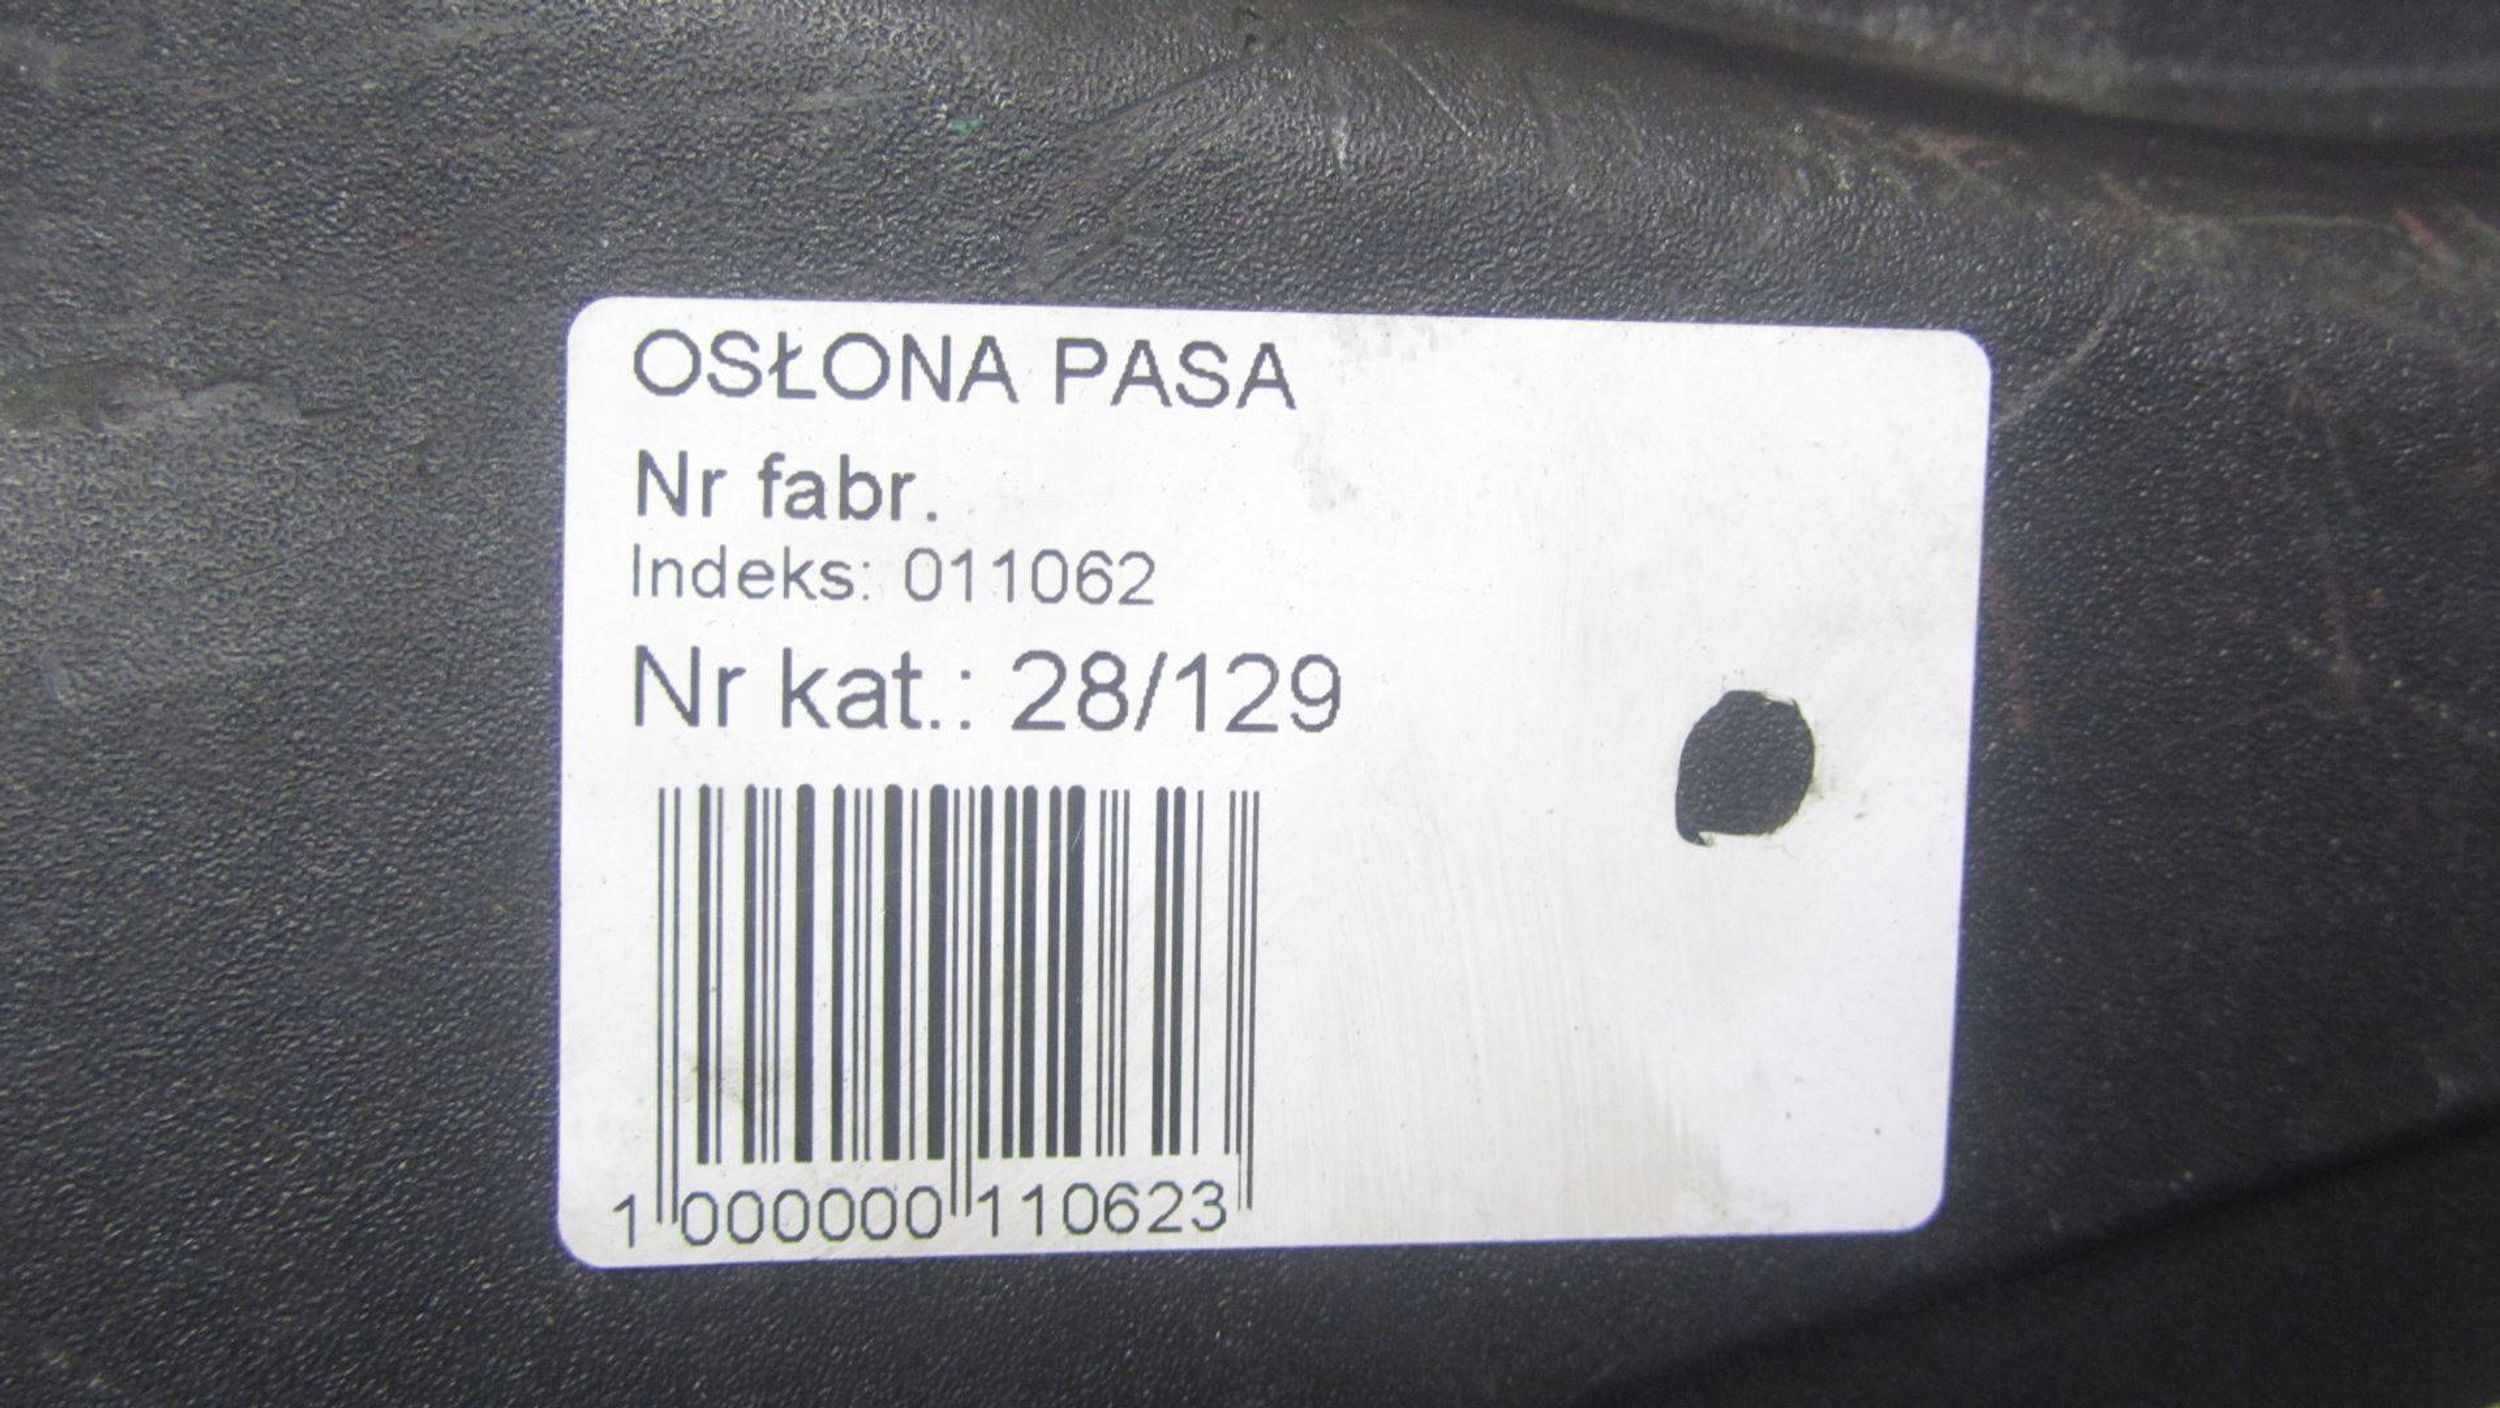 OSŁONA PASA
Nr fabr.
Indeks: 011062
Nr kat.: 28/129
1 000000 110623